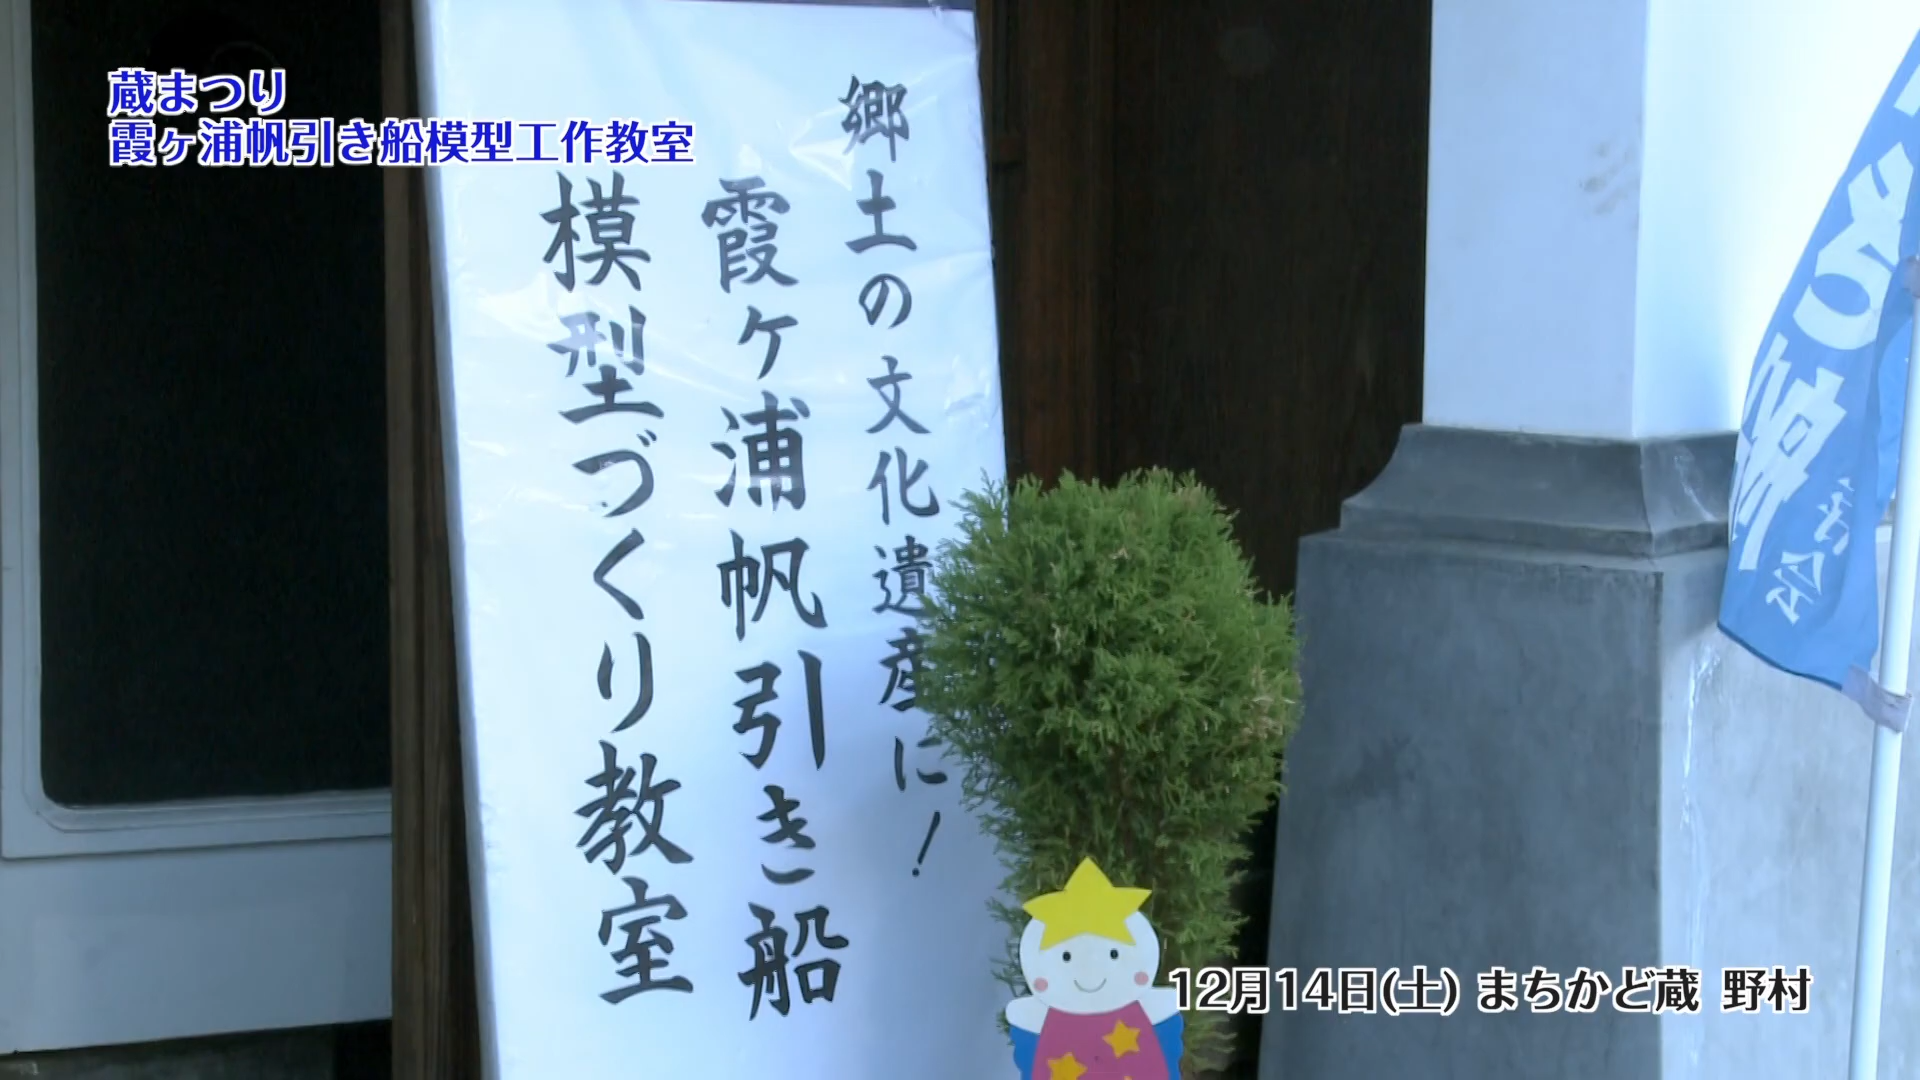 蔵まつり
霞ヶ浦帆引き船模型工作教室
郷土の文化遺産に！
霞ヶ浦帆引き船
模型づくり教室
12月14日(土) まちかど蔵 野村